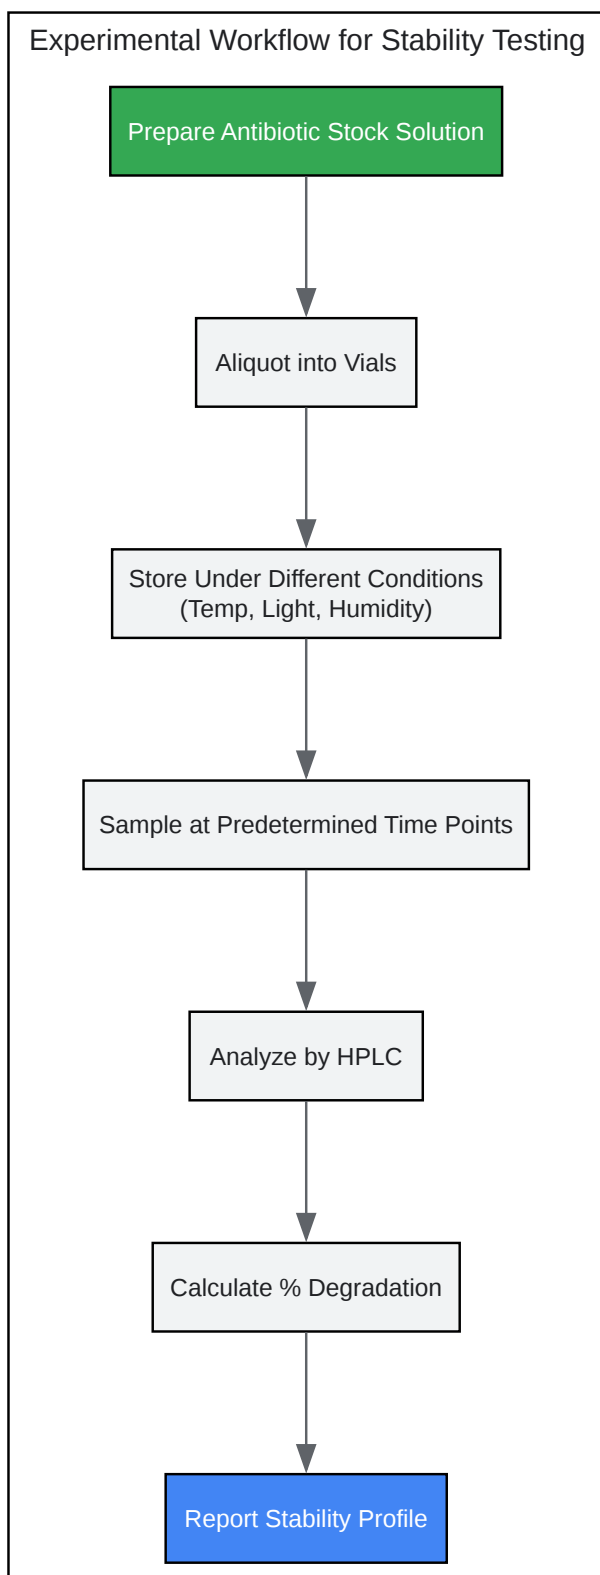 Experimental Workflow for Stability Testing
Prepare Antibiotic Stock Solution
Aliquot into Vials
Store Under Different Conditions
(Temp, Light, Humidity)
Sample at Predetermined Time Points
Analyze by HPLC
Calculate % Degradation
Report Stability Profile